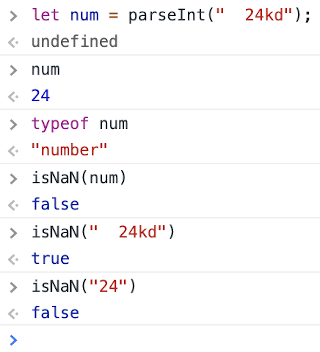 > let num = parseInt("  24kd");
<· undefined
> num
<· 24
> typeof num
<· "number"
> isNaN(num)
<· false
> isNaN("  24kd")
<· true
> isNaN("24")
<· false
>